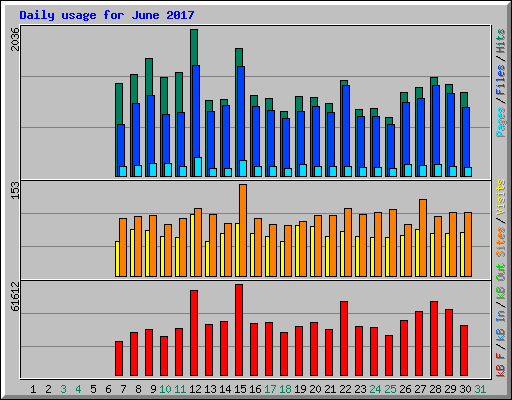 Daily usage for June 2017
2036
Pages / Files / Hits
153
Sites / Visits
61612
kB F / kB In / kB Out
1 2 3 4 5 6 7 8 9 10 11 12 13 14 15 16 17 18 19 20 21 22 23 24 25 26 27 28 29 30 31